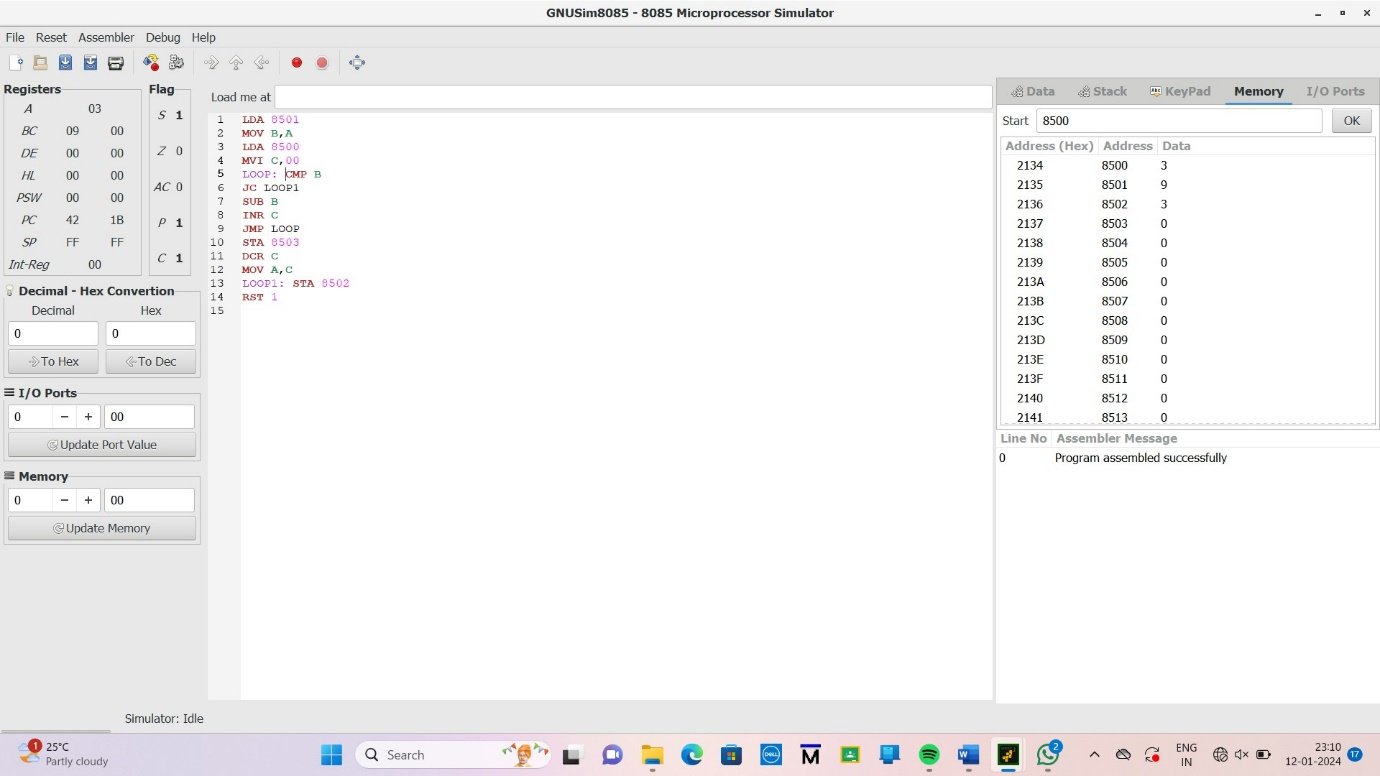 GNUSim8085 - 8085 Microprocessor Simulator
File Reset Assembler Debug Help
Registers
A 03
BC 09 00
DE 00 00
HL 00 00
PSW 00 00
PC 42 1B
SP FF FF
Int-Reg 00
Flag
S 1
Z 0
AC 0
P 1
C 1
Decimal - Hex Convertion
Decimal Hex
0 0
To Hex To Dec
I/O Ports
0 - + 00
Update Port Value
Memory
0 - + 00
Update Memory
Load me at
1 LDA 8501
2 MOV B,A
3 LDA 8500
4 MVI C,00
5 LOOP: CMP B
6 JC LOOP1
7 SUB B
8 INR C
9 JMP LOOP
10 STA 8503
11 DCR C
12 MOV A,C
13 LOOP1: STA 8502
14 RST 1
15
Data Stack KeyPad Memory I/O Ports
Start 8500 OK
Address (Hex) Address Data
2134 8500 3
2135 8501 9
2136 8502 3
2137 8503 0
2138 8504 0
2139 8505 0
213A 8506 0
213B 8507 0
213C 8508 0
213D 8509 0
213E 8510 0
213F 8511 0
2140 8512 0
2141 8513 0
Line No Assembler Message
0 Program assembled successfully
Simulator: Idle
1 25°C
Partly cloudy
Search
DELL
M
2
ENG
IN
23:10
12-01-2024
17